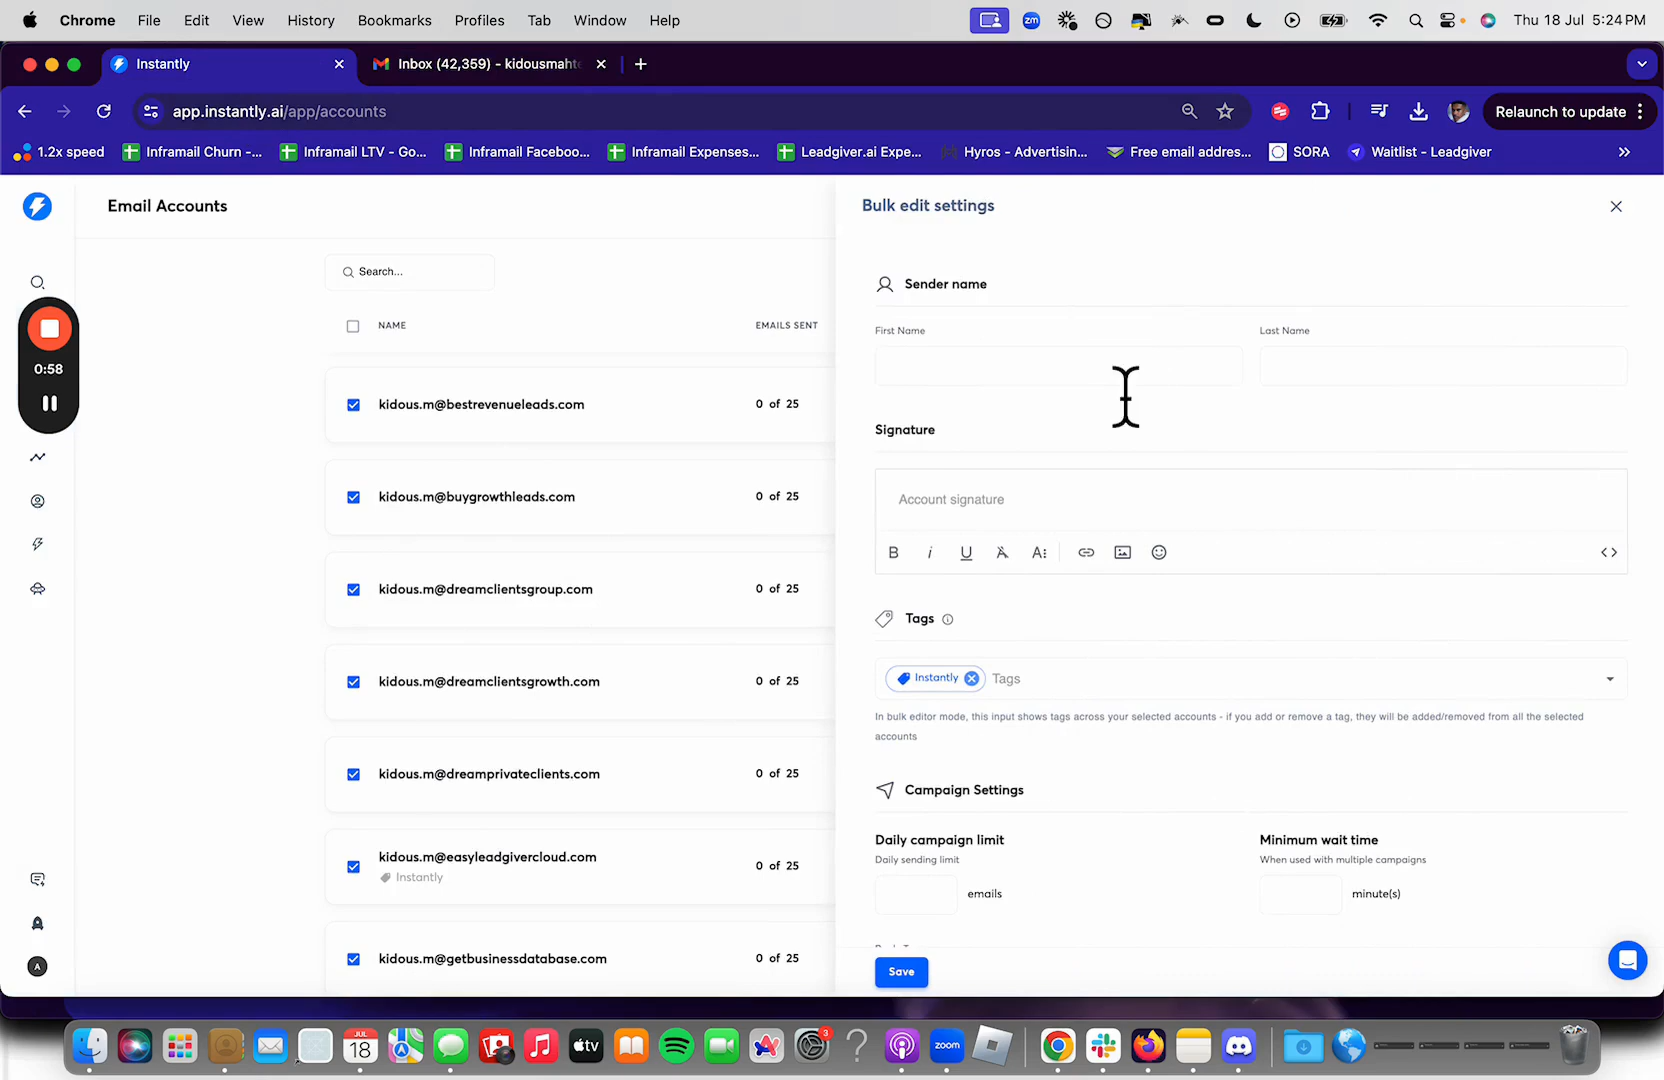 Chrome File Edit View History Bookmarks Profiles Tab Window Help zm Thu 18 Jul 5:24 PM
Instantly Inbox (42,359) - kidousmahte
app.instantly.ai/app/accounts Relaunch to update
1.2x speed Inframail Churn -... Inframail LTV - Go... Inframail Faceboo... Inframail Expenses... Leadgiver.ai Expe... Hyros - Advertisin... Free email addres... SORA Waitlist - Leadgiver
Email Accounts
Bulk edit settings
Search...
Sender name
NAME EMAILS SENT
First Name Last Name
0:58
kidous.m@bestrevenueleads.com 0 of 25
Signature
kidous.m@buygrowthleads.com 0 of 25
Account signature
B i U A A
kidous.m@dreamclientsgroup.com 0 of 25
Tags
kidous.m@dreamclientsgrowth.com 0 of 25
Instantly Tags
In bulk editor mode, this input shows tags across your selected accounts - if you add or remove a tag, they will be added/removed from all the selected
accounts
kidous.m@dreamprivateclients.com 0 of 25
Campaign Settings
Daily campaign limit Minimum wait time
Daily sending limit When used with multiple campaigns
kidous.m@easyleadgivercloud.com 0 of 25
Instantly
emails minute(s)
kidous.m@getbusinessdatabase.com 0 of 25
Save
A
JUL
18
tv
3
zoom